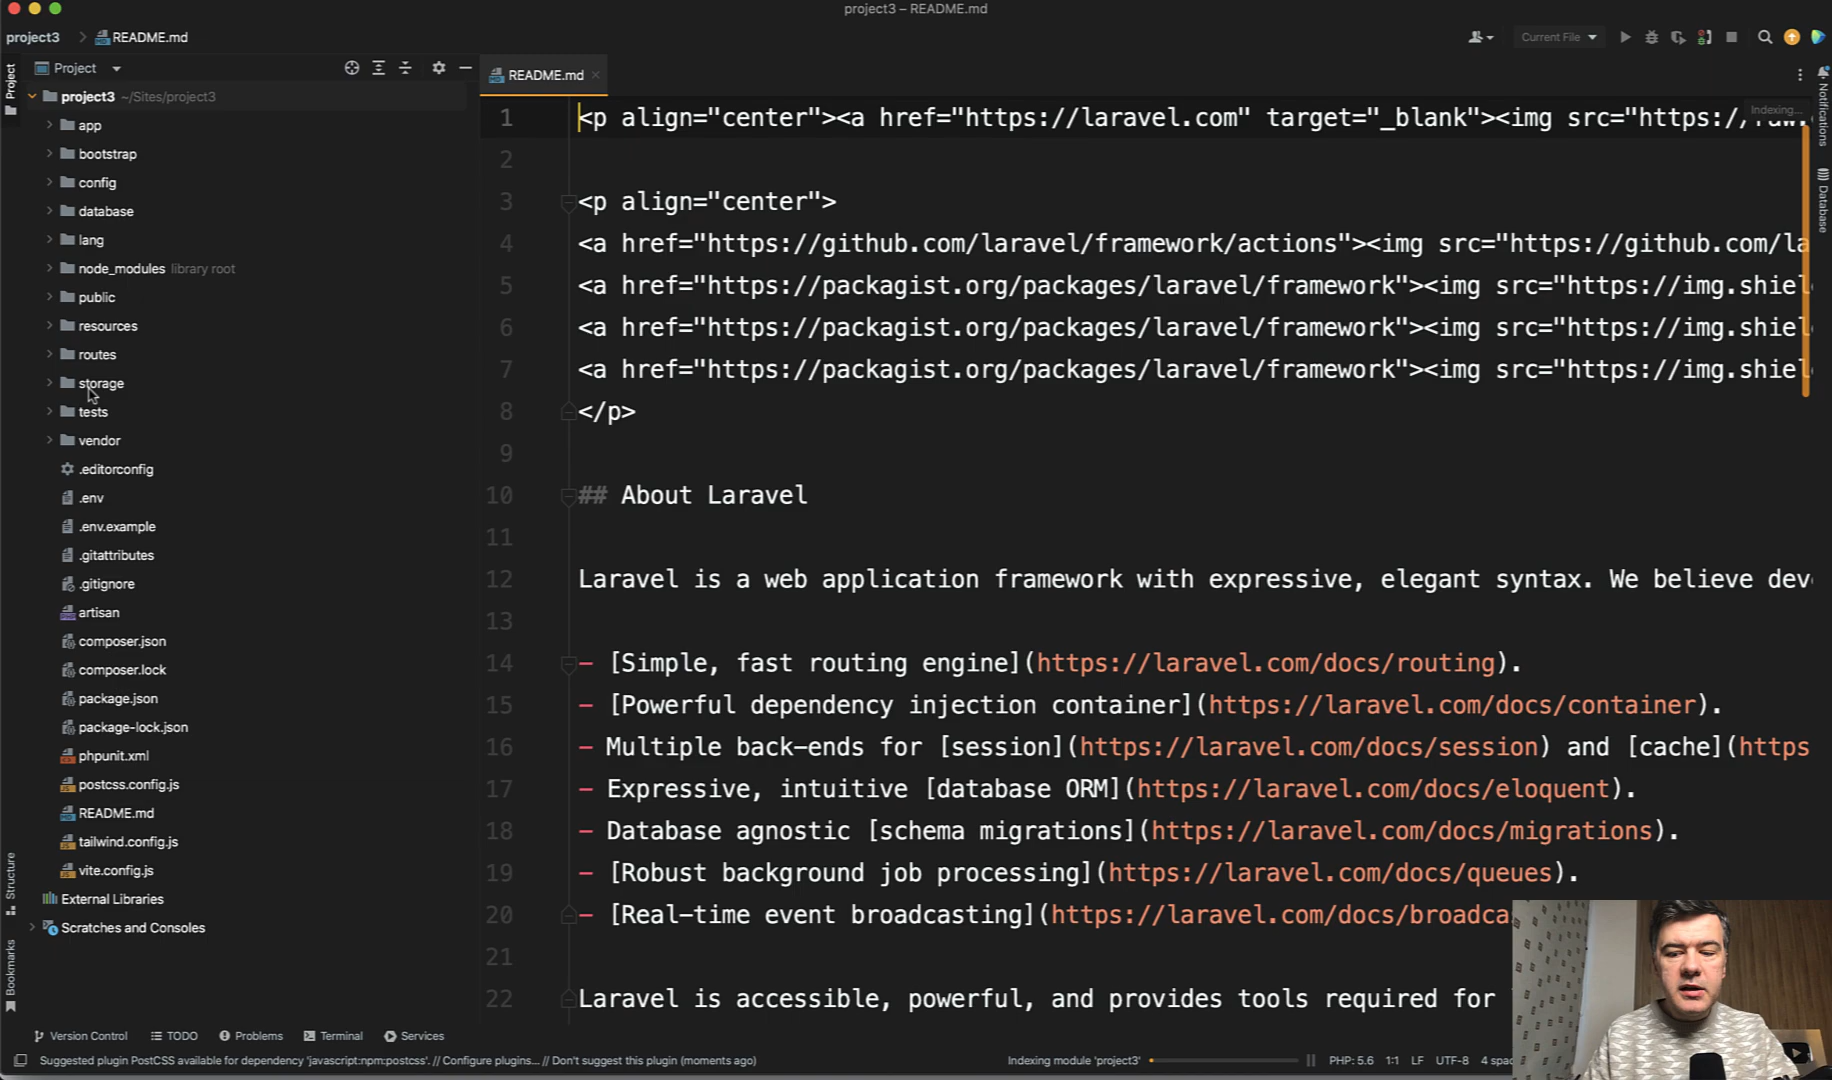 project3 – README.md
project3 > README.md
Current File
Project
Project
README.md
project3 ~/Sites/project3
app
bootstrap
config
database
lang
node_modules library root
public
resources
routes
storage
tests
vendor
.editorconfig
.env
.env.example
.gitattributes
.gitignore
artisan
composer.json
composer.lock
package.json
package-lock.json
phpunit.xml
postcss.config.js
README.md
tailwind.config.js
vite.config.js
External Libraries
Scratches and Consoles
Structure
Bookmarks
1 <p align="center"><a href="https://laravel.com" target="_blank"><img src="https://raw.
Indexing...
2
3 <p align="center">
4 <a href="https://github.com/laravel/framework/actions"><img src="https://github.com/la
5 <a href="https://packagist.org/packages/laravel/framework"><img src="https://img.shiel
6 <a href="https://packagist.org/packages/laravel/framework"><img src="https://img.shiel
7 <a href="https://packagist.org/packages/laravel/framework"><img src="https://img.shiel
8 </p>
9
10 ## About Laravel
11
12 Laravel is a web application framework with expressive, elegant syntax. We believe dev
13
14 - [Simple, fast routing engine](https://laravel.com/docs/routing).
15 - [Powerful dependency injection container](https://laravel.com/docs/container).
16 - Multiple back-ends for [session](https://laravel.com/docs/session) and [cache](https
17 - Expressive, intuitive [database ORM](https://laravel.com/docs/eloquent).
18 - Database agnostic [schema migrations](https://laravel.com/docs/migrations).
19 - [Robust background job processing](https://laravel.com/docs/queues).
20 - [Real-time event broadcasting](https://laravel.com/docs/broadca
21
22 Laravel is accessible, powerful, and provides tools required for
Notifications
Database
Version Control TODO Problems Terminal Services
Suggested plugin PostCSS available for dependency 'javascript:npm:postcss'. // Configure plugins... // Don't suggest this plugin (moments ago)
Indexing module 'project3' PHP: 5.6 1:1 LF UTF-8 4 spac